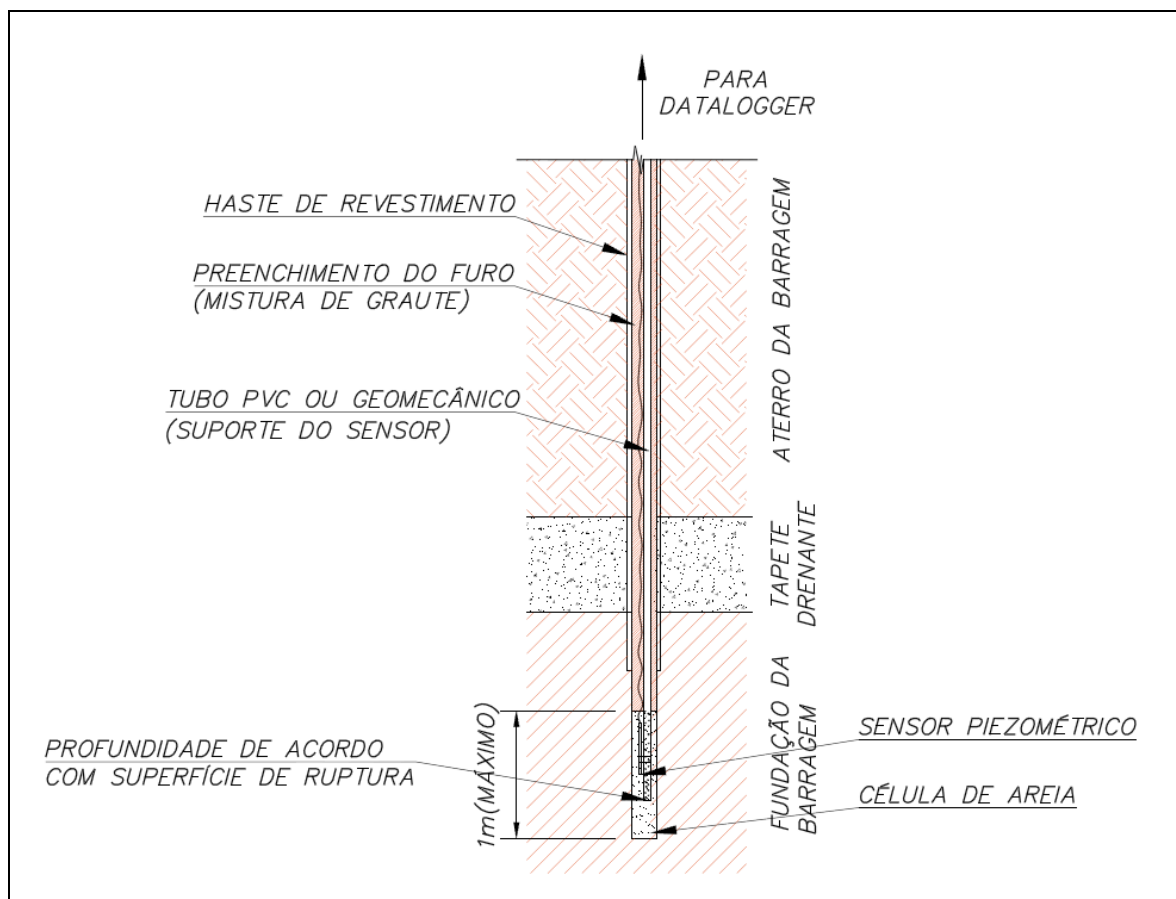 PARA
DATALOGGER
HASTE DE REVESTIMENTO
PREENCHIMENTO DO FURO
(MISTURA DE GRAUTE)
TUBO PVC OU GEOMECÂNICO
(SUPORTE DO SENSOR)
ATERRO DA BARRAGEM
TAPETE
DRENANTE
FUNDAÇÃO DA
BARRAGEM
1m(MÁXIMO)
PROFUNDIDADE DE ACORDO
COM SUPERFÍCIE DE RUPTURA
SENSOR PIEZOMÉTRICO
CÉLULA DE AREIA